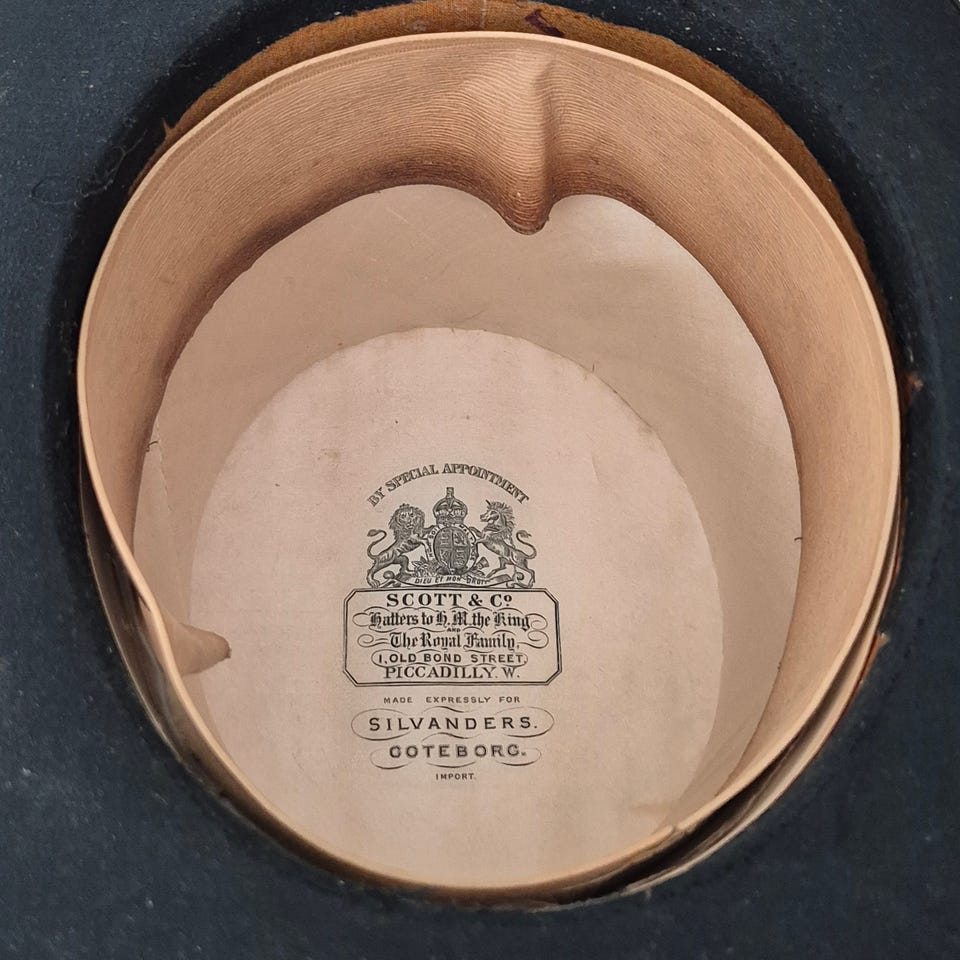 BY SPECIAL APPOINTMENT
DIEU ET MON DROIT
SCOTT & Cº
Hatters to H. M. the King
AND
The Royal Family,
1, OLD BOND STREET,
PICCADILLY. W.
MADE EXPRESSLY FOR
SILVANDERS.
GOTEBORG.
IMPORT.